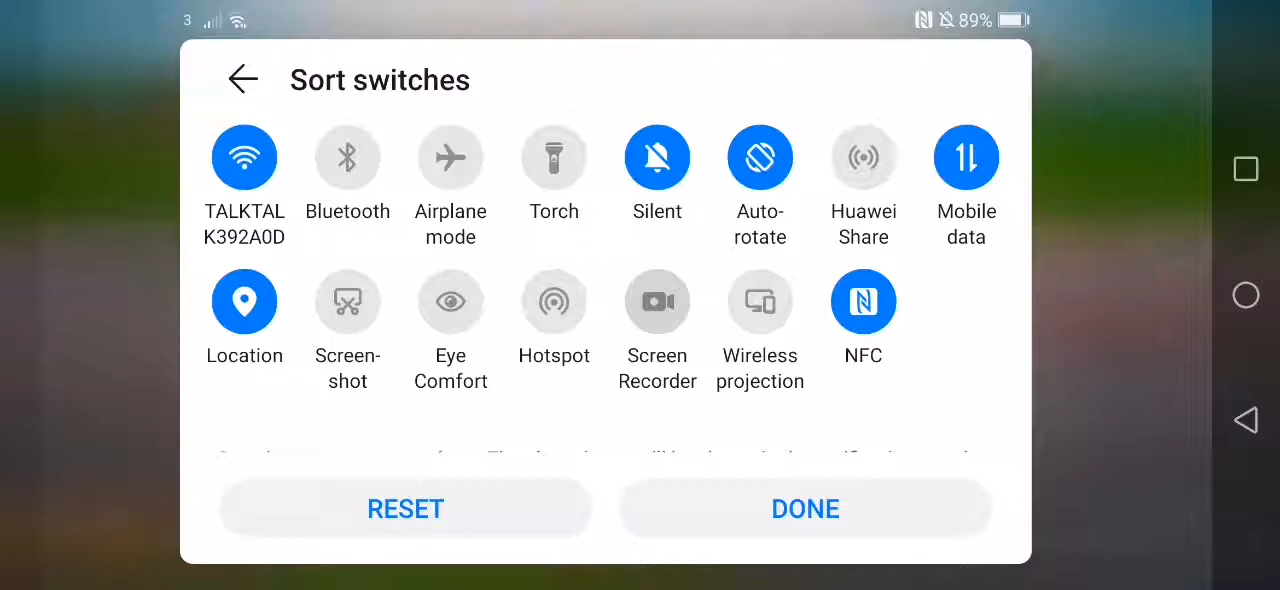 3 89%
Sort switches
TALKTAL Bluetooth Airplane Torch Silent Auto- Huawei Mobile
K392A0D mode rotate Share data
Location Screen- Eye Hotspot Screen Wireless NFC
shot Comfort Recorder projection
RESET DONE